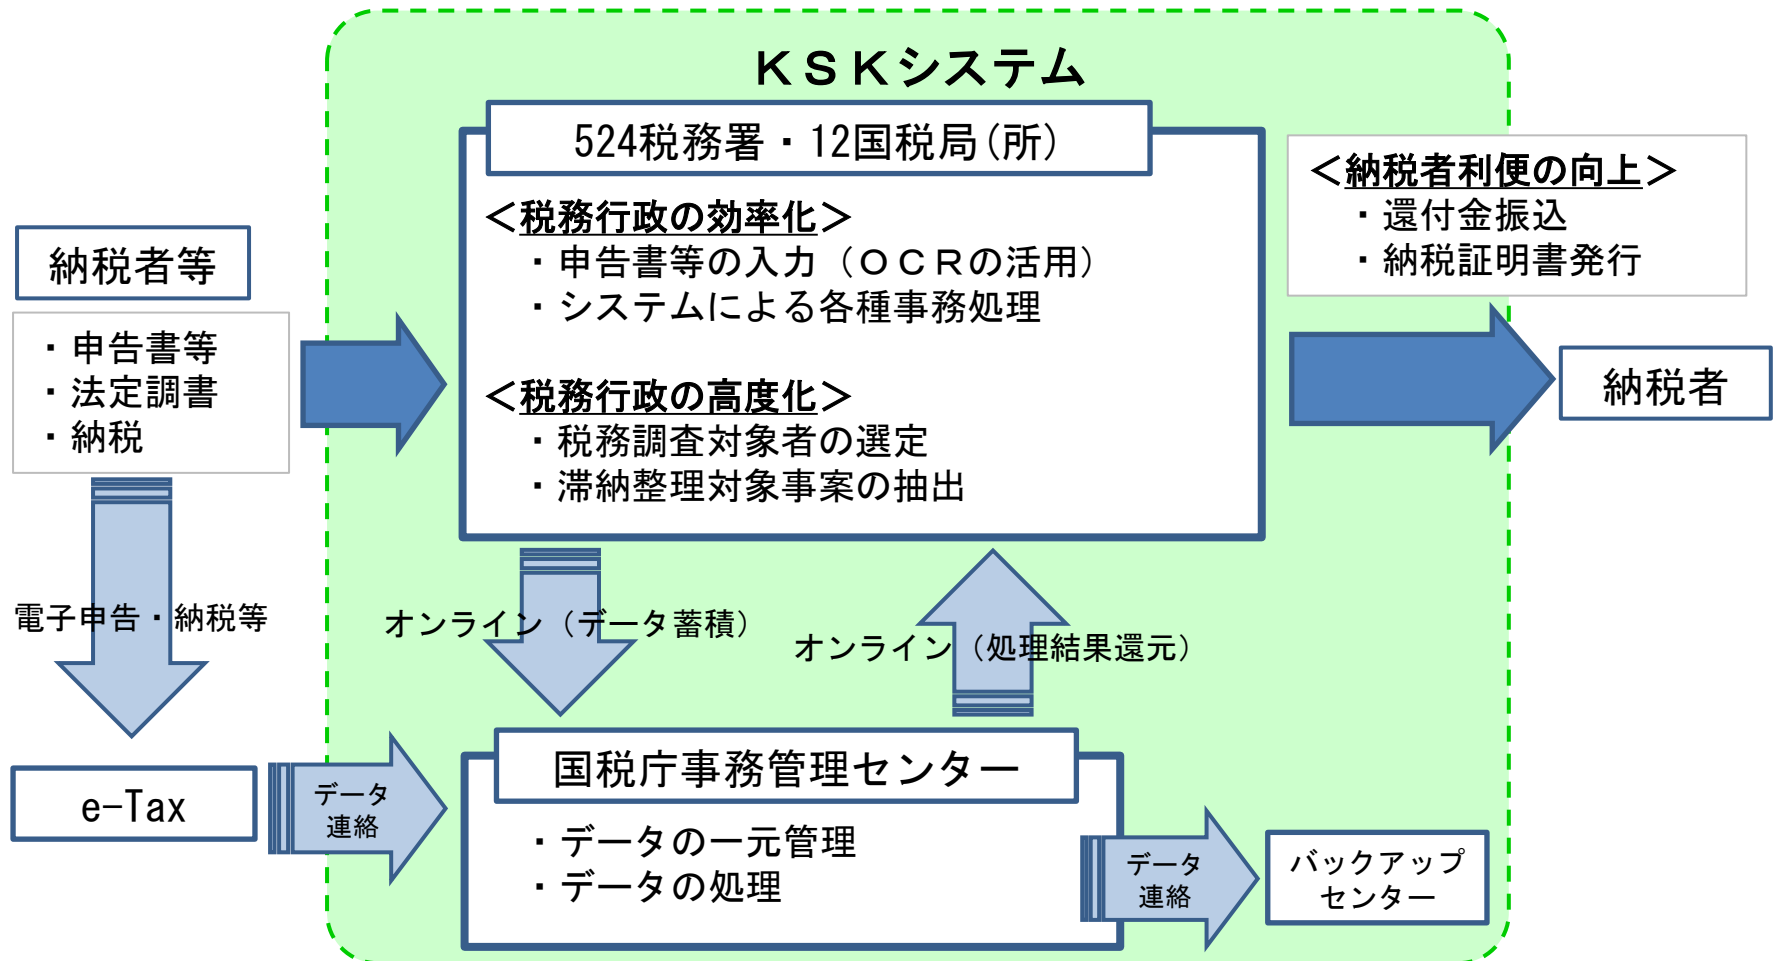 ＫＳＫシステム
524税務署・12国税局(所)
＜税務行政の効率化＞
・申告書等の入力（ＯＣＲの活用）
・システムによる各種事務処理
＜税務行政の高度化＞
・税務調査対象者の選定
・滞納整理対象事案の抽出
＜納税者利便の向上＞
・還付金振込
・納税証明書発行
納税者等
・申告書等
・法定調書
・納税
納税者
電子申告・納税等
オンライン（データ蓄積）
オンライン（処理結果還元）
e-Tax
データ
連絡
国税庁事務管理センター
・データの一元管理
・データの処理
データ
連絡
バックアップ
センター